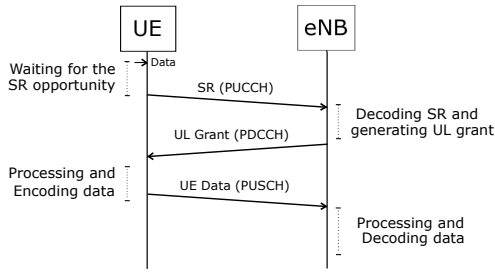 UE
eNB
Data
Waiting for the
SR opportunity
SR (PUCCH)
Decoding SR and
generating UL grant
UL Grant (PDCCH)
Processing and
Encoding data
UE Data (PUSCH)
Processing and
Decoding data